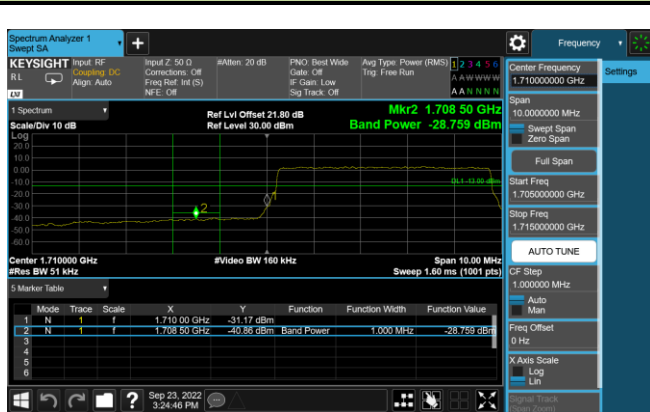 Spectrum Analyzer 1
Swept SA
Frequency
KEYSIGHT
RL
LXI
Input: RF
Coupling: DC
Align: Auto
Input Z: 50 Ω
Corrections: Off
Freq Ref: Int (S)
NFE: Off
#Atten: 20 dB
PNO: Best Wide
Gate: Off
IF Gain: Low
Sig Track: Off
Avg Type: Power (RMS)
Trig: Free Run
1 2 3 4 5 6
A A W W W W
A A N N N N
Center Frequency
1.710000000 GHz
Settings
Span
10.0000000 MHz
Swept Span
Zero Span
Full Span
Start Freq
1.705000000 GHz
Stop Freq
1.715000000 GHz
AUTO TUNE
CF Step
1.000000 MHz
Auto
Man
Freq Offset
0 Hz
X Axis Scale
Log
Lin
Signal Track
(Span Zoom)
1 Spectrum
Scale/Div 10 dB
Log
Ref Lvl Offset 21.80 dB
Ref Level 30.00 dBm
Mkr2 1.708 50 GHz
Band Power -28.759 dBm
20.0
10.0
0.00
-10.0
-20.0
-30.0
-40.0
-50.0
-60.0
DL1 -13.00 dBm
1
2
Center 1.710000 GHz
#Res BW 51 kHz
#Video BW 160 kHz
Span 10.00 MHz
Sweep 1.60 ms (1001 pts)
5 Marker Table
Mode Trace Scale X Y Function Function Width Function Value
1 N 1 f 1.710 00 GHz -31.17 dBm
2 N 1 f 1.708 50 GHz -40.86 dBm Band Power 1.000 MHz -28.759 dBm
3
4
5
6
Sep 23, 2022
3:24:46 PM